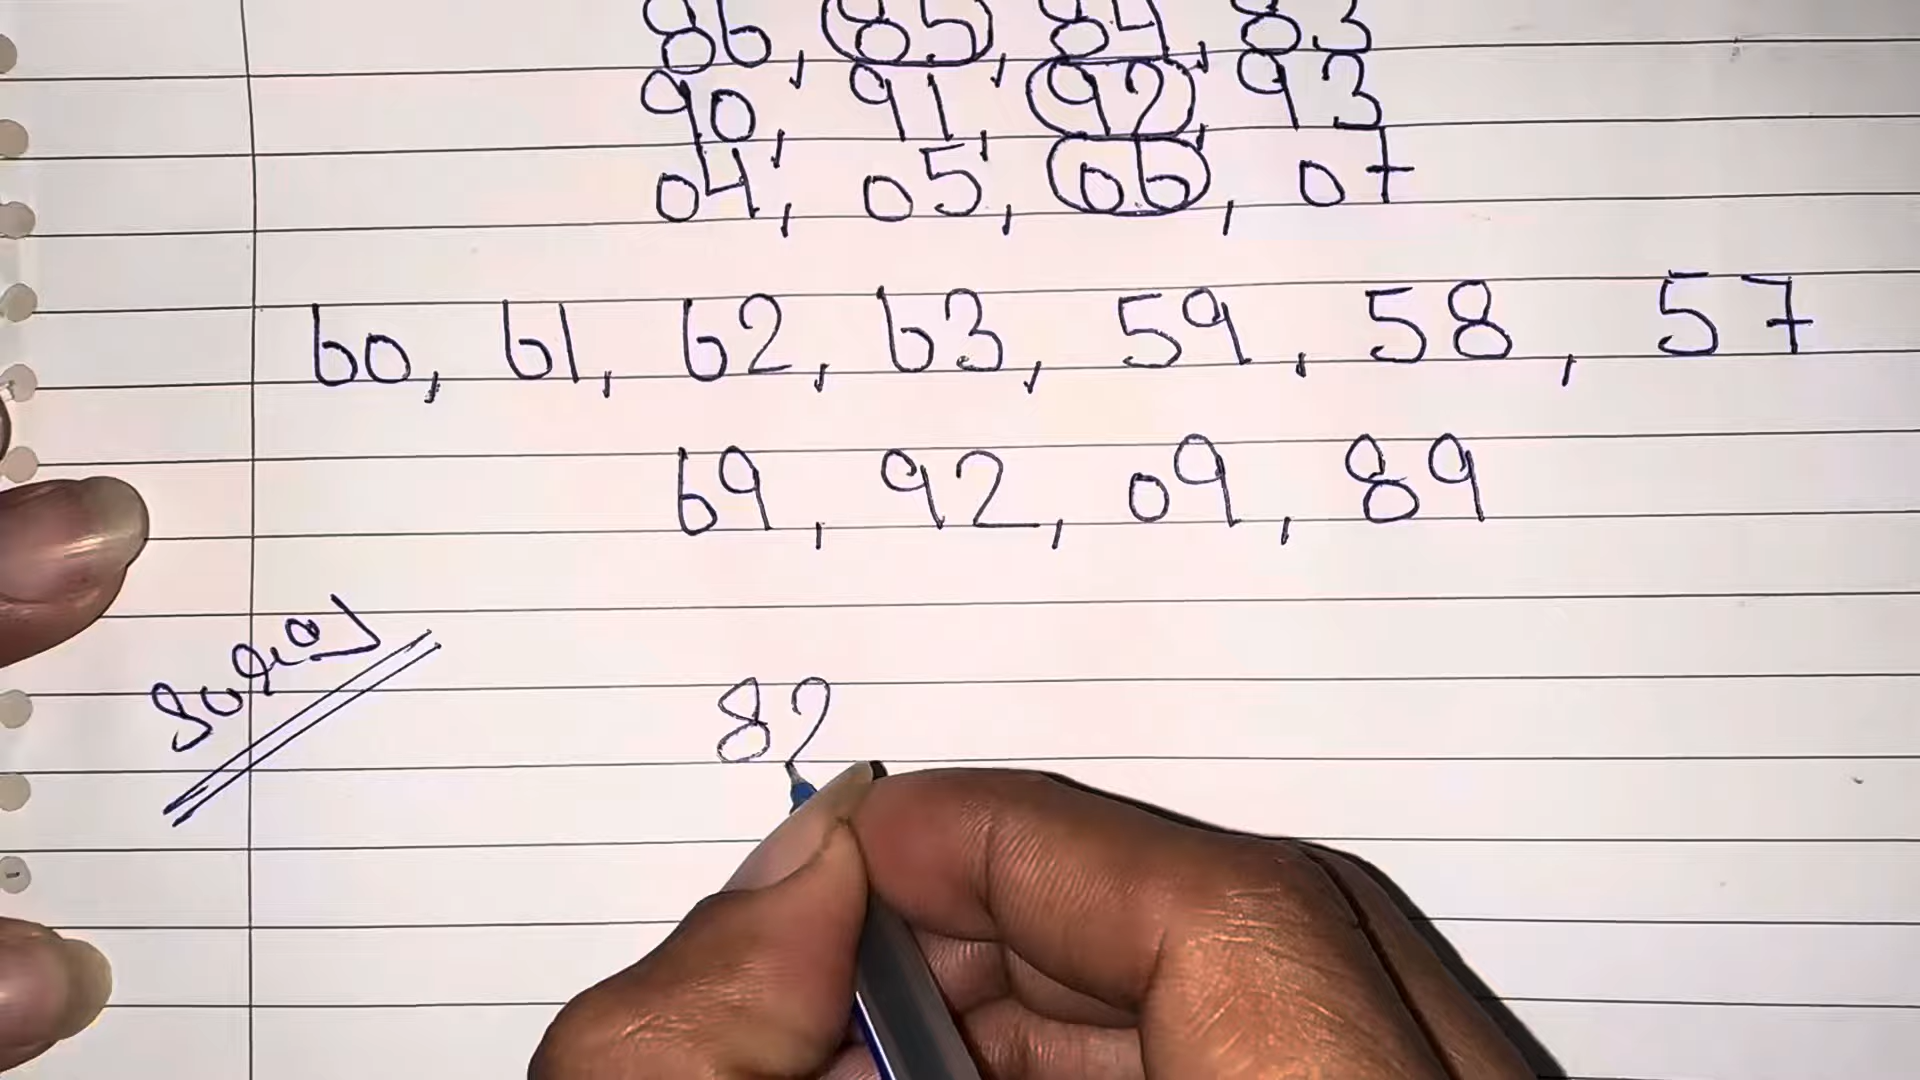 86, 85, 84, 83
90, 91, 92, 93
04, 05, 06, 07
60, 61, 62, 63, 59, 58, 57
69, 92, 09, 89
82